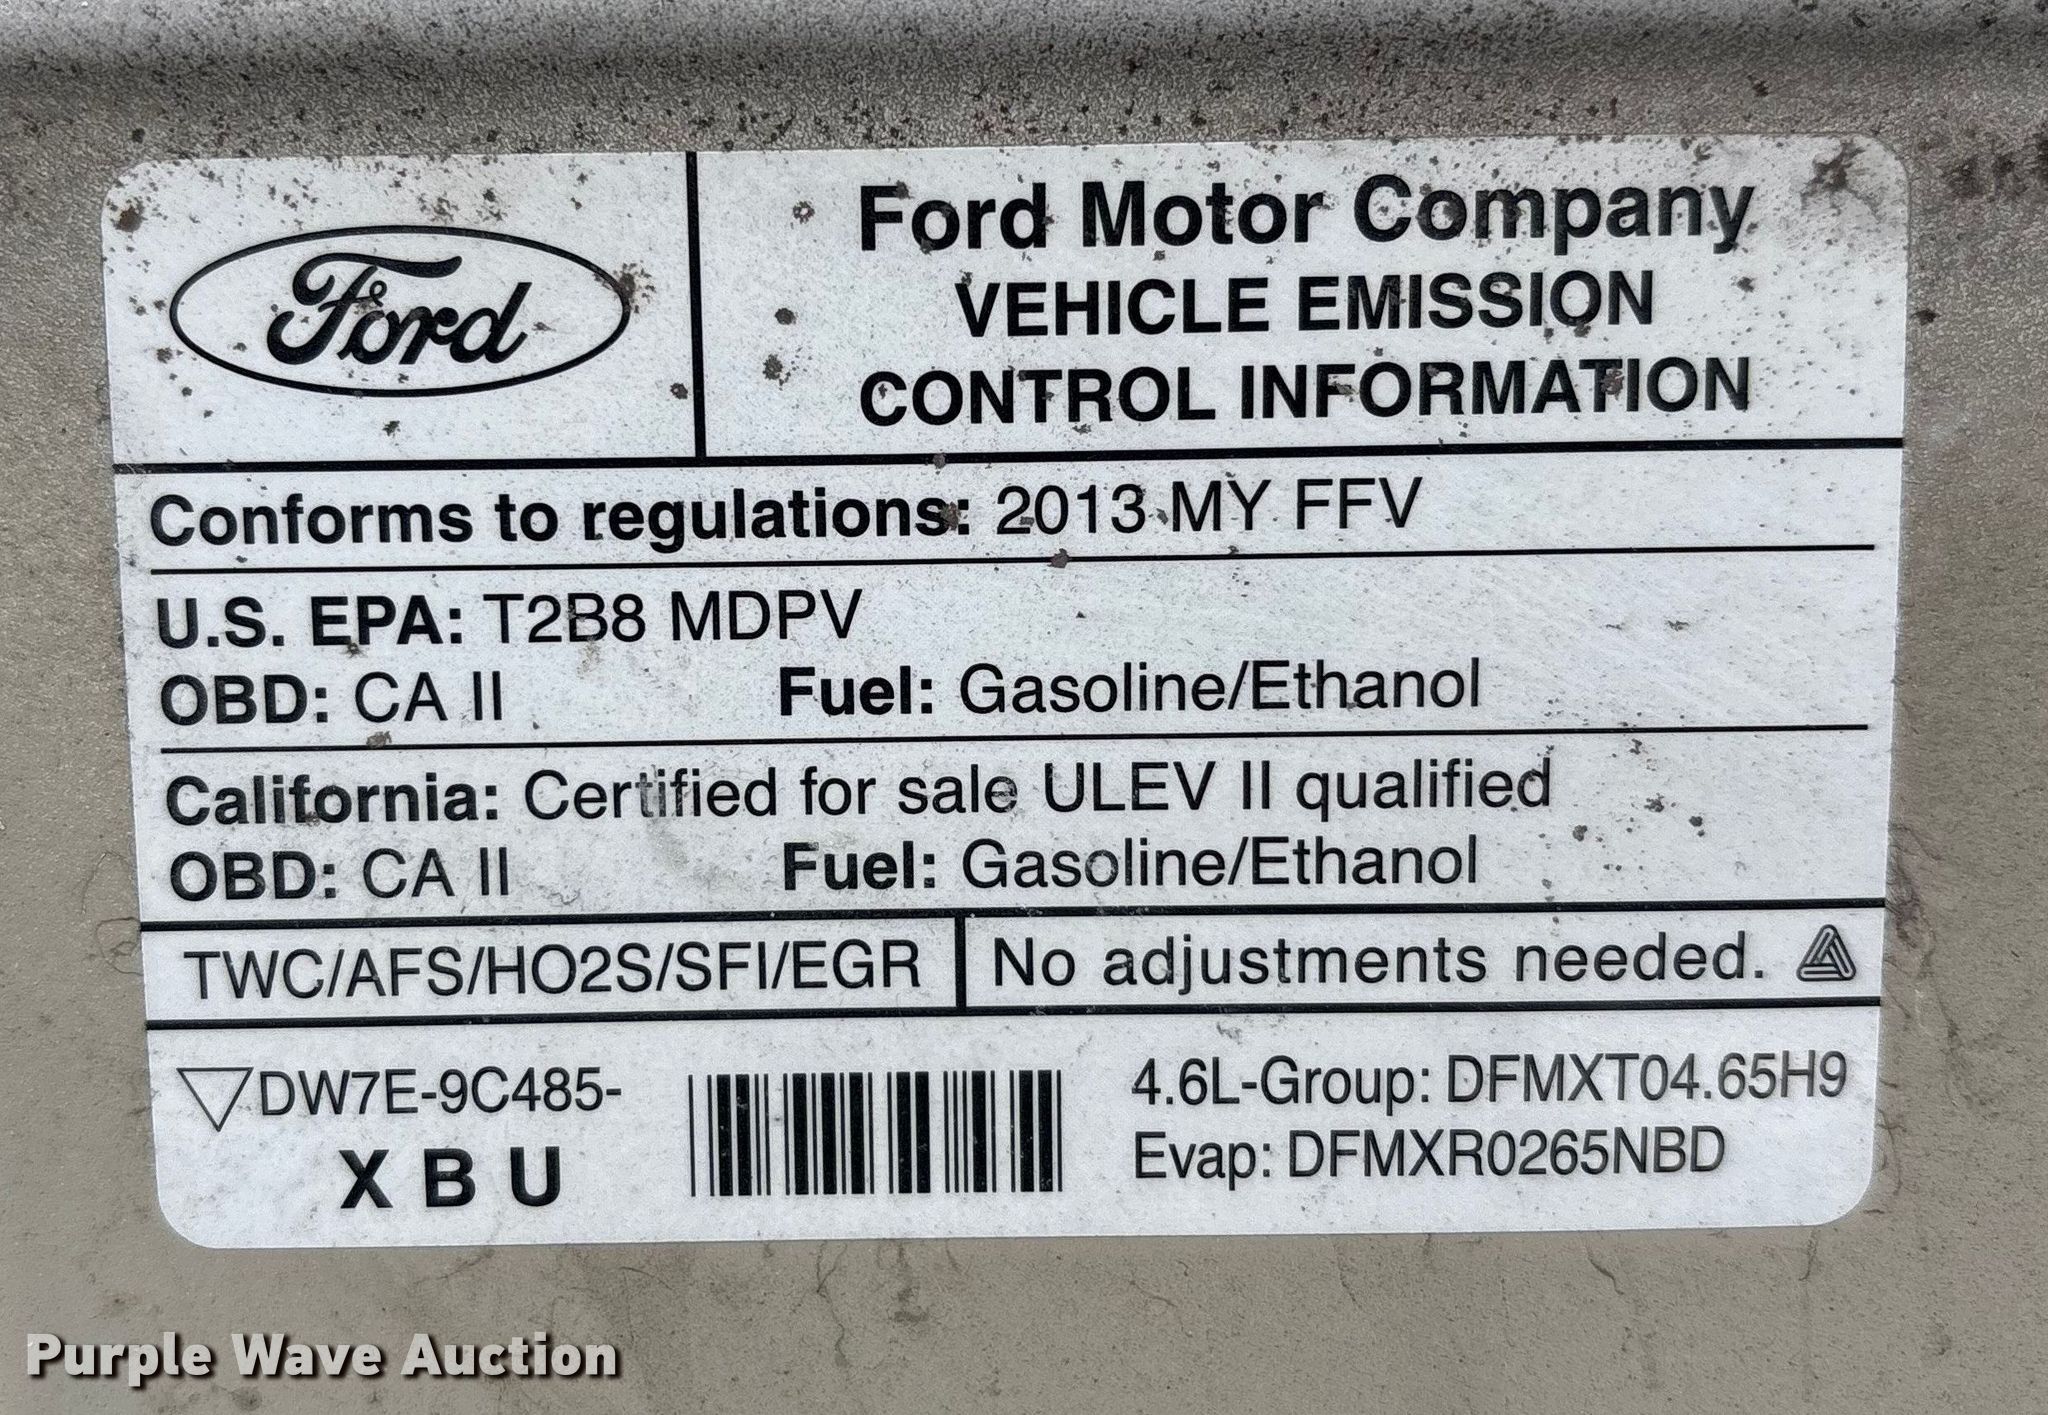 Ford
Ford Motor Company
VEHICLE EMISSION
CONTROL INFORMATION
Conforms to regulations: 2013 MY FFV
U.S. EPA: T2B8 MDPV
OBD: CA II Fuel: Gasoline/Ethanol
California: Certified for sale ULEV II qualified
OBD: CA II Fuel: Gasoline/Ethanol
TWC/AFS/HO2S/SFI/EGR
No adjustments needed.
DW7E-9C485-
X B U
4.6L-Group: DFMXT04.65H9
Evap: DFMXR0265NBD
Purple Wave Auction